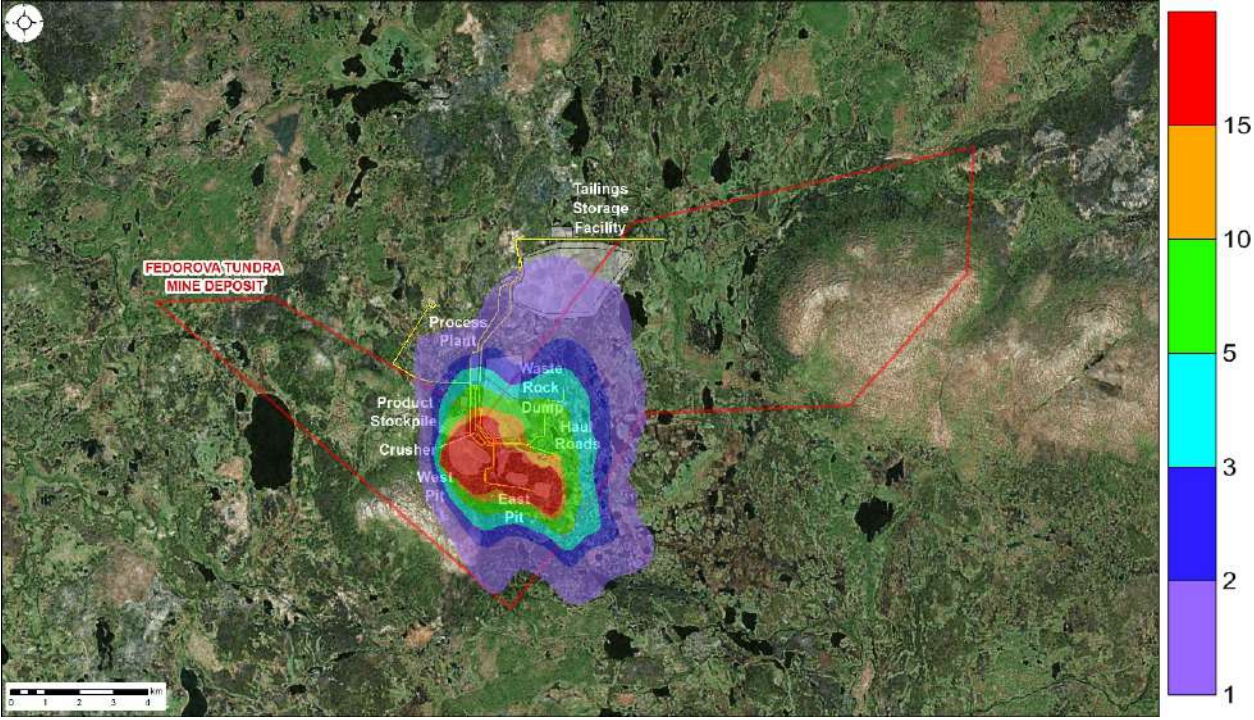 Tailings
Storage
Facility
FEDOROVA TUNDRA
MINE DEPOSIT
Process
Plant
Waste
Rock
Dump
Product
Stockpile
Haul
Roads
Crusher
West
Pit
East
Pit
km
0 1 2 3 4
15
10
5
3
2
1